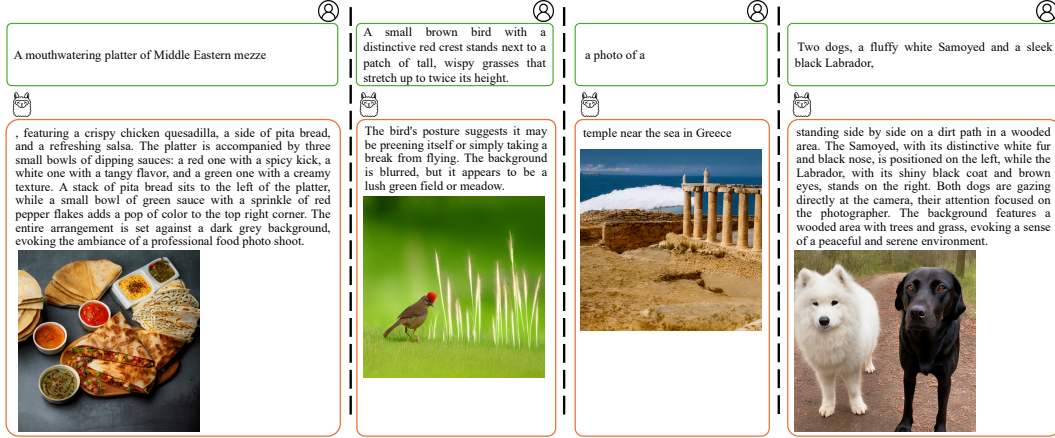 A mouthwatering platter of Middle Eastern mezze
, featuring a crispy chicken quesadilla, a side of pita bread,
and a refreshing salsa. The platter is accompanied by three
small bowls of dipping sauces: a red one with a spicy kick, a
white one with a tangy flavor, and a green one with a creamy
texture. A stack of pita bread sits to the left of the platter,
while a small bowl of green sauce with a sprinkle of red
pepper flakes adds a pop of color to the top right corner. The
entire arrangement is set against a dark grey background,
evoking the ambiance of a professional food photo shoot.
A small brown bird with a
distinctive red crest stands next to a
patch of tall, wispy grasses that
stretch up to twice its height.
The bird's posture suggests it may
be preening itself or simply taking a
break from flying. The background
is blurred, but it appears to be a
lush green field or meadow.
a photo of a
temple near the sea in Greece
Two dogs, a fluffy white Samoyed and a sleek
black Labrador,
standing side by side on a dirt path in a wooded
area. The Samoyed, with its distinctive white fur
and black nose, is positioned on the left, while the
Labrador, with its shiny black coat and brown
eyes, stands on the right. Both dogs are gazing
directly at the camera, their attention focused on
the photographer. The background features a
wooded area with trees and grass, evoking a sense
of a peaceful and serene environment.